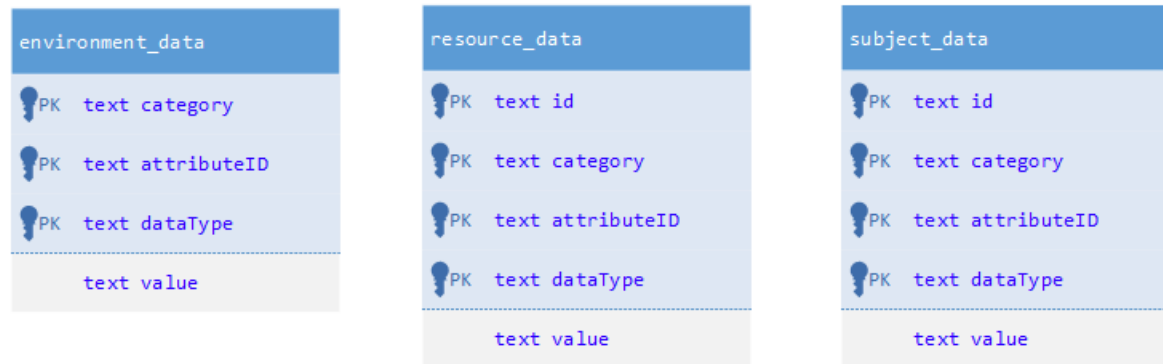 environment_data
PK text category
PK text attributeID
PK text dataType
text value
resource_data
PK text id
PK text category
PK text attributeID
PK text dataType
text value
subject_data
PK text id
PK text category
PK text attributeID
PK text dataType
text value